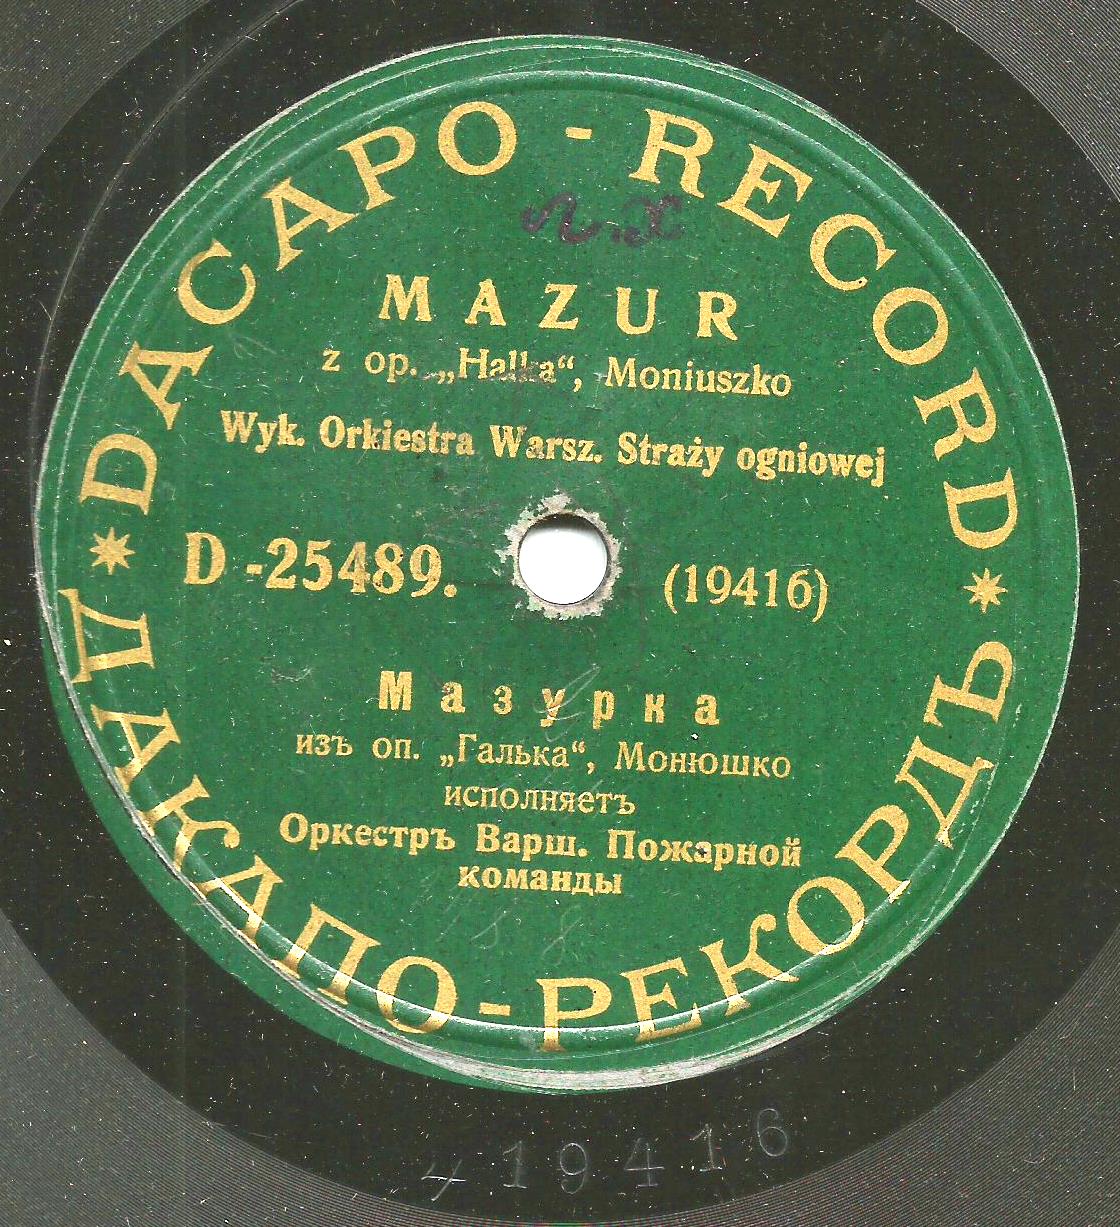 DACAPO - RECORD
MAZUR
z op. „Halka“, Moniuszko
Wyk. Orkiestra Warsz. Straży ogniowej
D -25489. (19416)
Мазурка
изъ оп. „Галька“, Монюшко
исполняетъ
Оркестръ Варш. Пожарной
команды
ДАКАПО-РЕКОРДЪ
419416